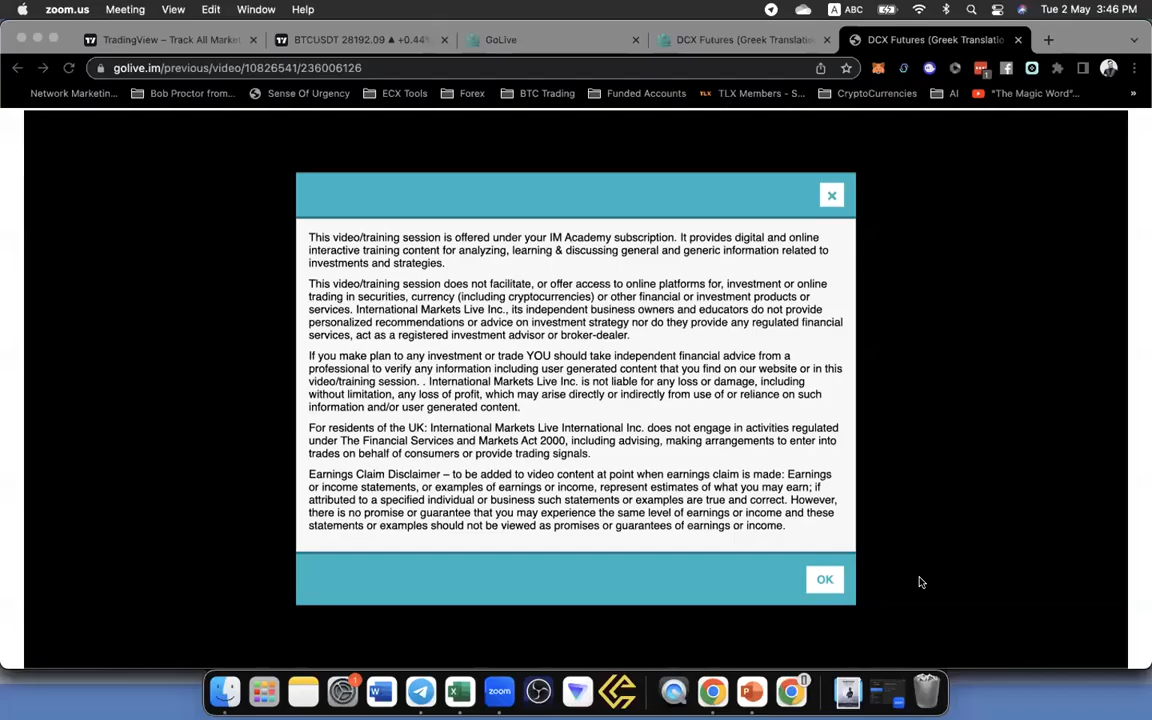 zoom.us Meeting View Edit Window Help ABC Tue 2 May 3:46 PM
TradingView – Track All Market
BTCUSDT 28192.09 ▲ +0.44%
GoLive
DCX Futures (Greek Translatio
DCX Futures (Greek Translatio
golive.im/previous/video/10826541/236006126
Network Marketin... Bob Proctor from... Sense Of Urgency ECX Tools Forex BTC Trading Funded Accounts TLX TLX Members - S... CryptoCurrencies AI "The Magic Word"... »
This video/training session is offered under your IM Academy subscription. It provides digital and online
interactive training content for analyzing, learning & discussing general and generic information related to
investments and strategies.
This video/training session does not facilitate, or offer access to online platforms for, investment or online
trading in securities, currency (including cryptocurrencies) or other financial or investment products or
services. International Markets Live Inc., its independent business owners and educators do not provide
personalized recommendations or advice on investment strategy nor do they provide any regulated financial
services, act as a registered investment advisor or broker-dealer.
If you make plan to any investment or trade YOU should take independent financial advice from a
professional to verify any information including user generated content that you find on our website or in this
video/training session. . International Markets Live Inc. is not liable for any loss or damage, including
without limitation, any loss of profit, which may arise directly or indirectly from use of or reliance on such
information and/or user generated content.
For residents of the UK: International Markets Live International Inc. does not engage in activities regulated
under The Financial Services and Markets Act 2000, including advising, making arrangements to enter into
trades on behalf of consumers or provide trading signals.
Earnings Claim Disclaimer – to be added to video content at point when earnings claim is made: Earnings
or income statements, or examples of earnings or income, represent estimates of what you may earn; if
attributed to a specified individual or business such statements or examples are true and correct. However,
there is no promise or guarantee that you may experience the same level of earnings or income and these
statements or examples should not be viewed as promises or guarantees of earnings or income.
OK
zoom